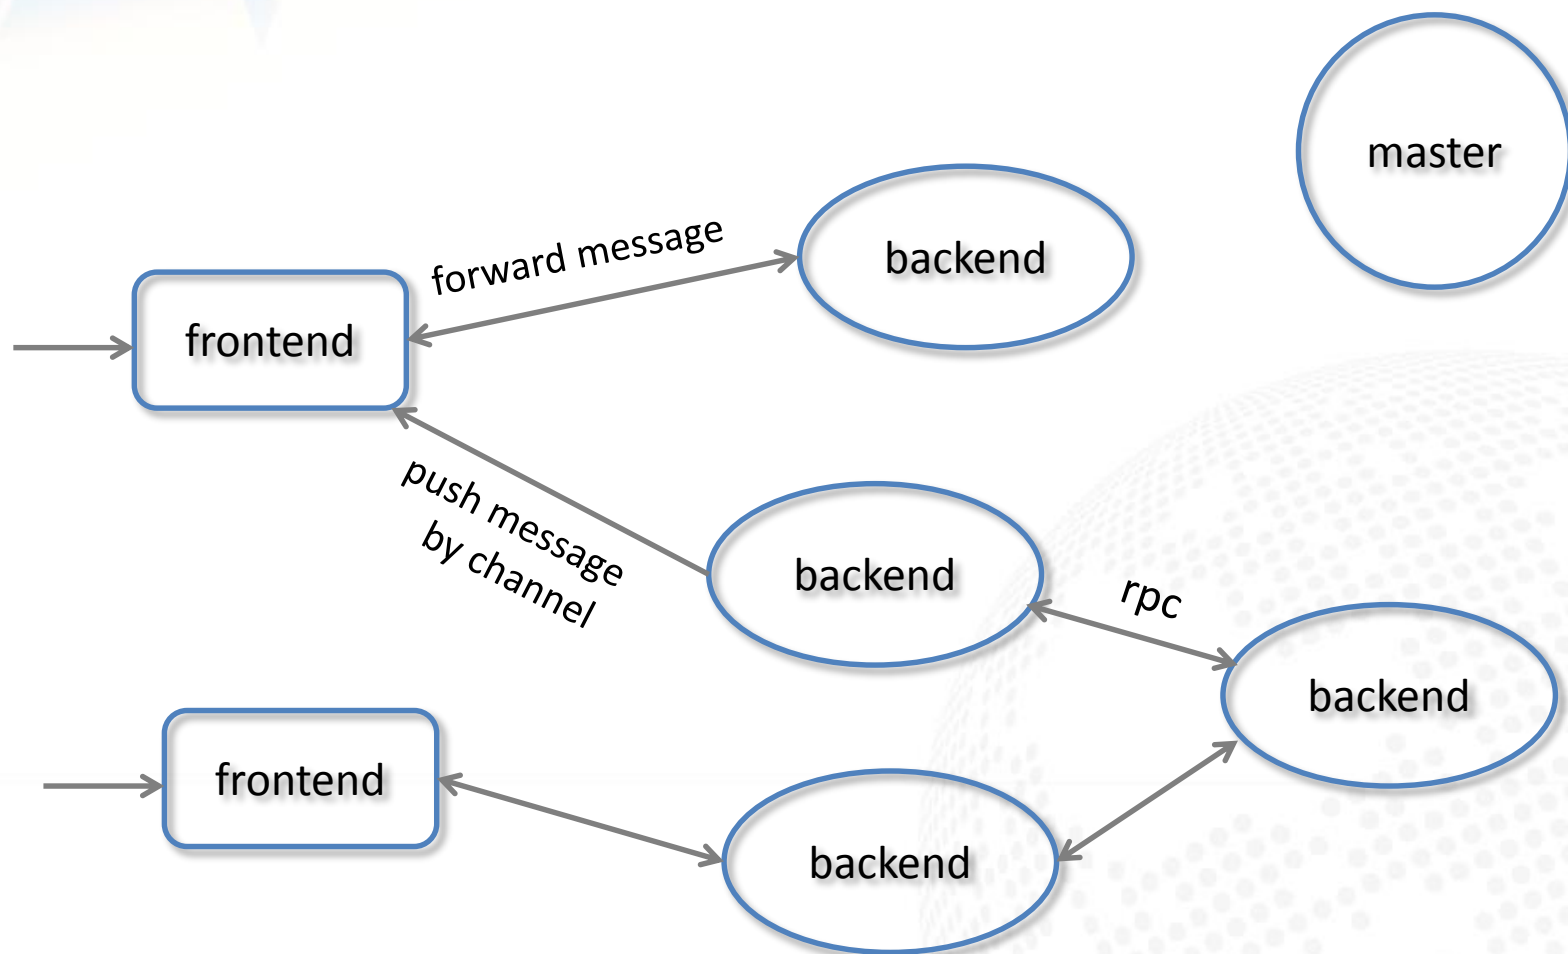 master
forward message
backend
frontend
push message
by channel
backend
rpc
backend
frontend
backend